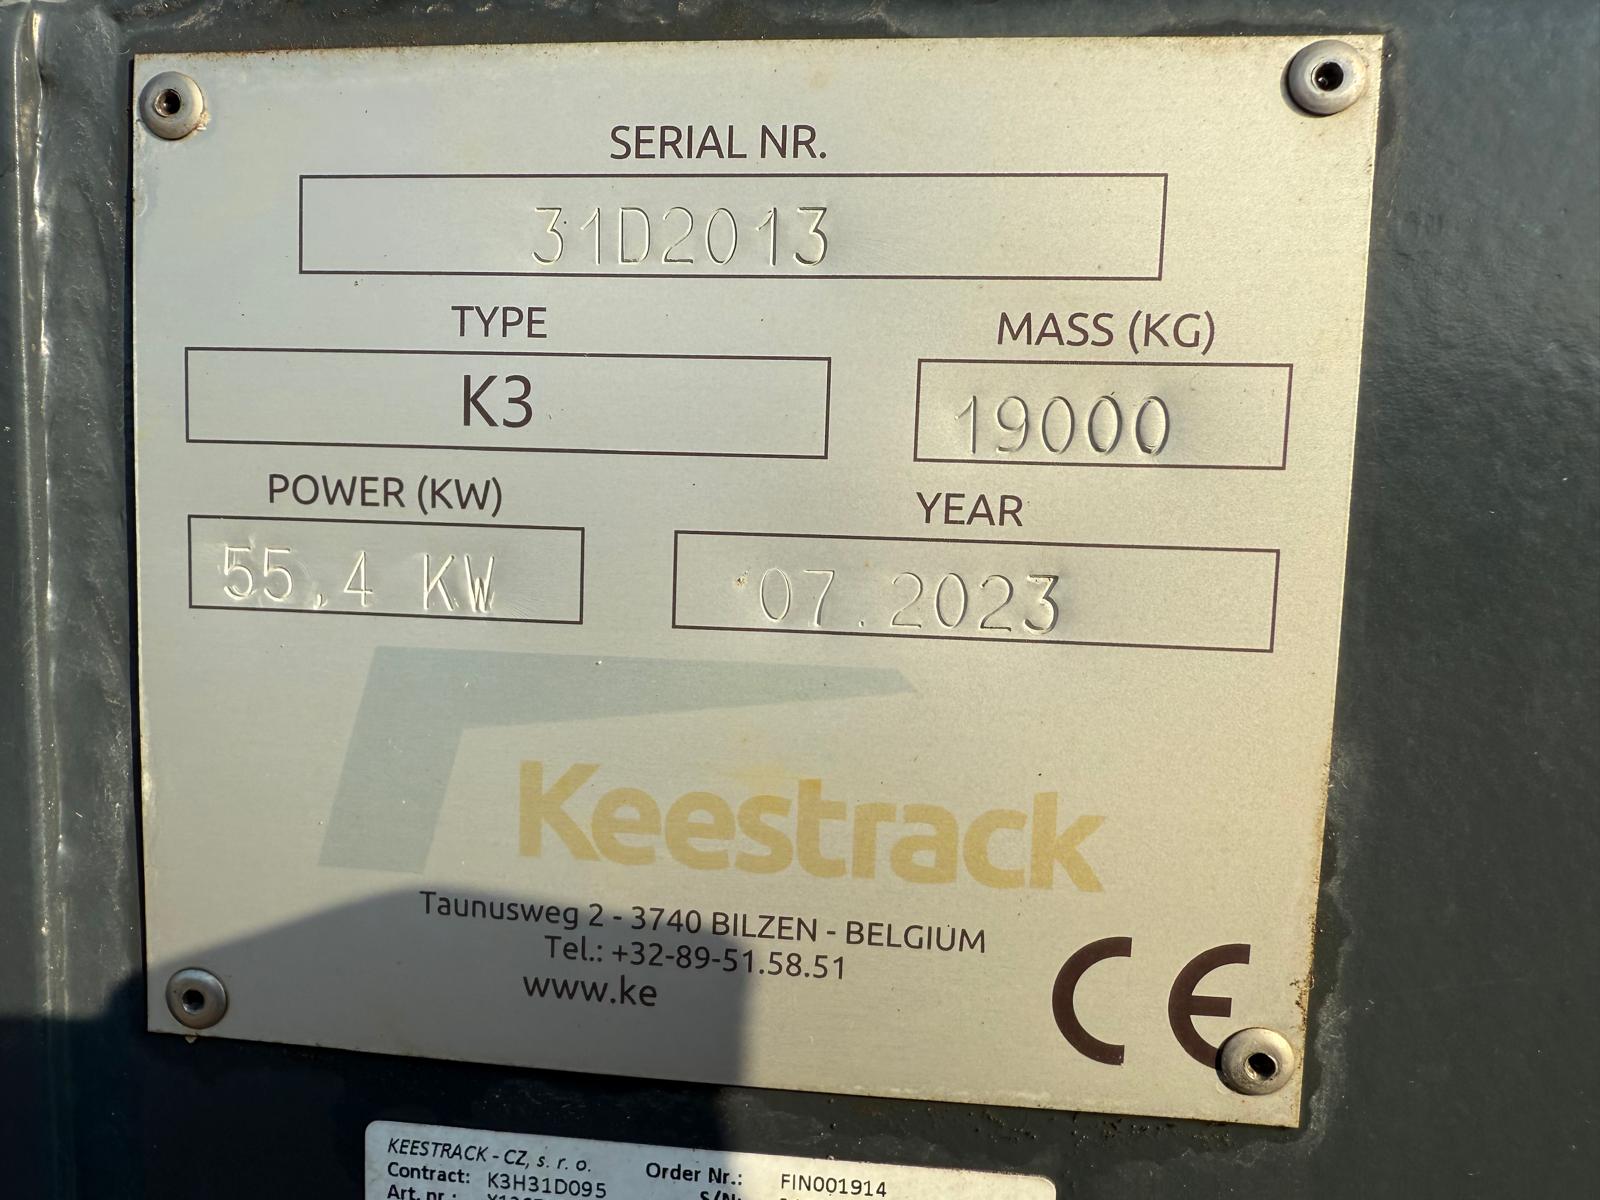 SERIAL NR.
31D2013
TYPE
MASS (KG)
K3
19000
POWER (KW)
YEAR
55,4 KW
07.2023
Keestrack
Taunusweg 2 - 3740 BILZEN - BELGIUM
Tel.: +32-89-51.58.51
www.ke
CE
KEESTRACK - CZ, s. r. o.
Contract: K3H31D095
Order Nr.: FIN001914
Art. nr.:
S/N: